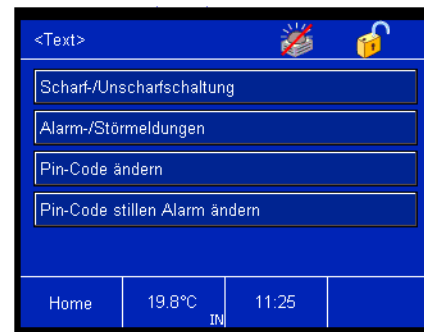 <Text>
Scharf-/Unscharfschaltung
Alarm-/Störmeldungen
Pin-Code ändern
Pin-Code stillen Alarm ändern
Home 19.8°C IN 11:25